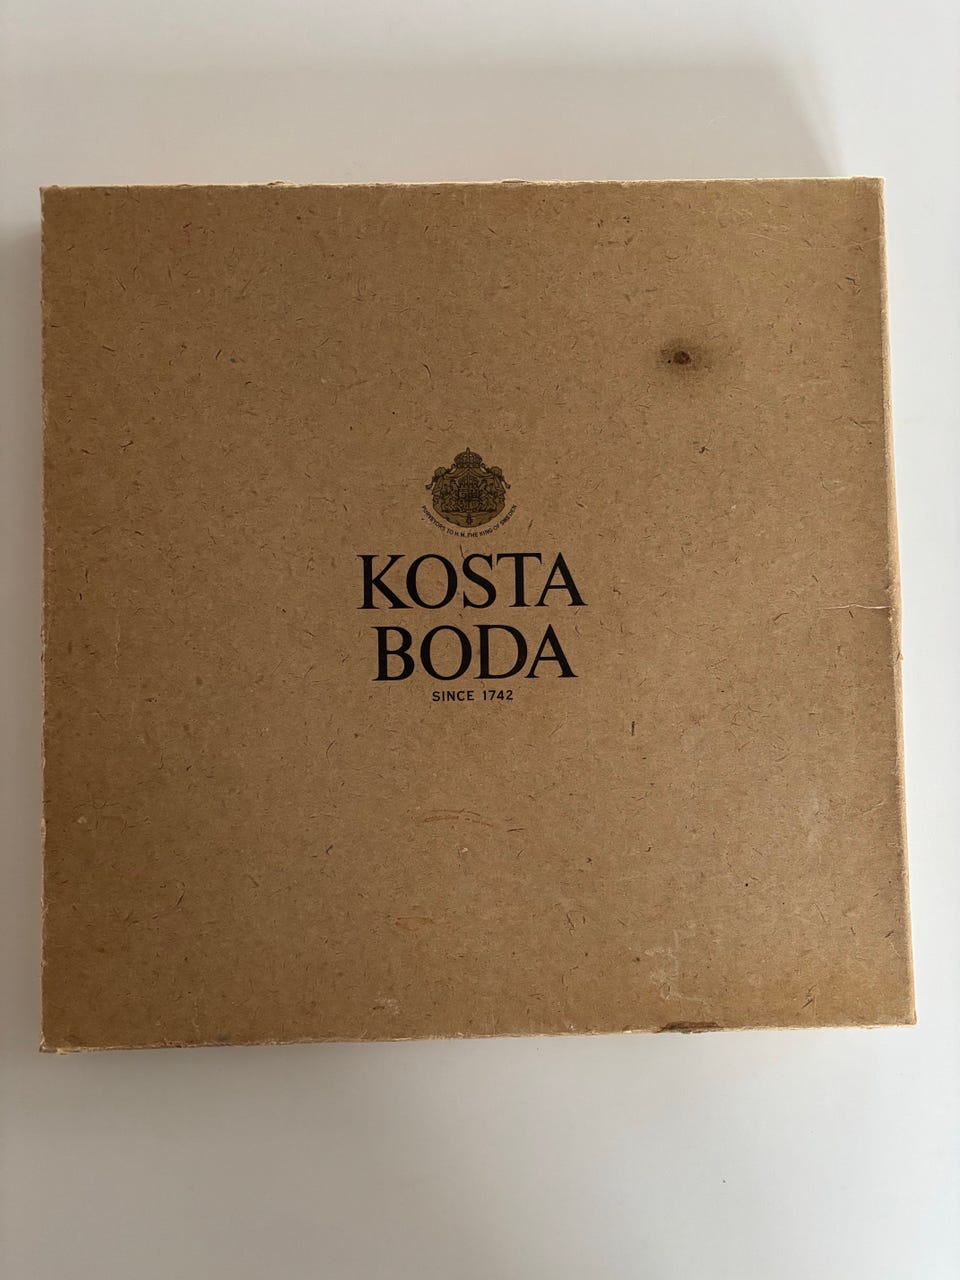 PURVEYORS TO H.M. THE KING OF SWEDEN
KOSTA
BODA
SINCE 1742